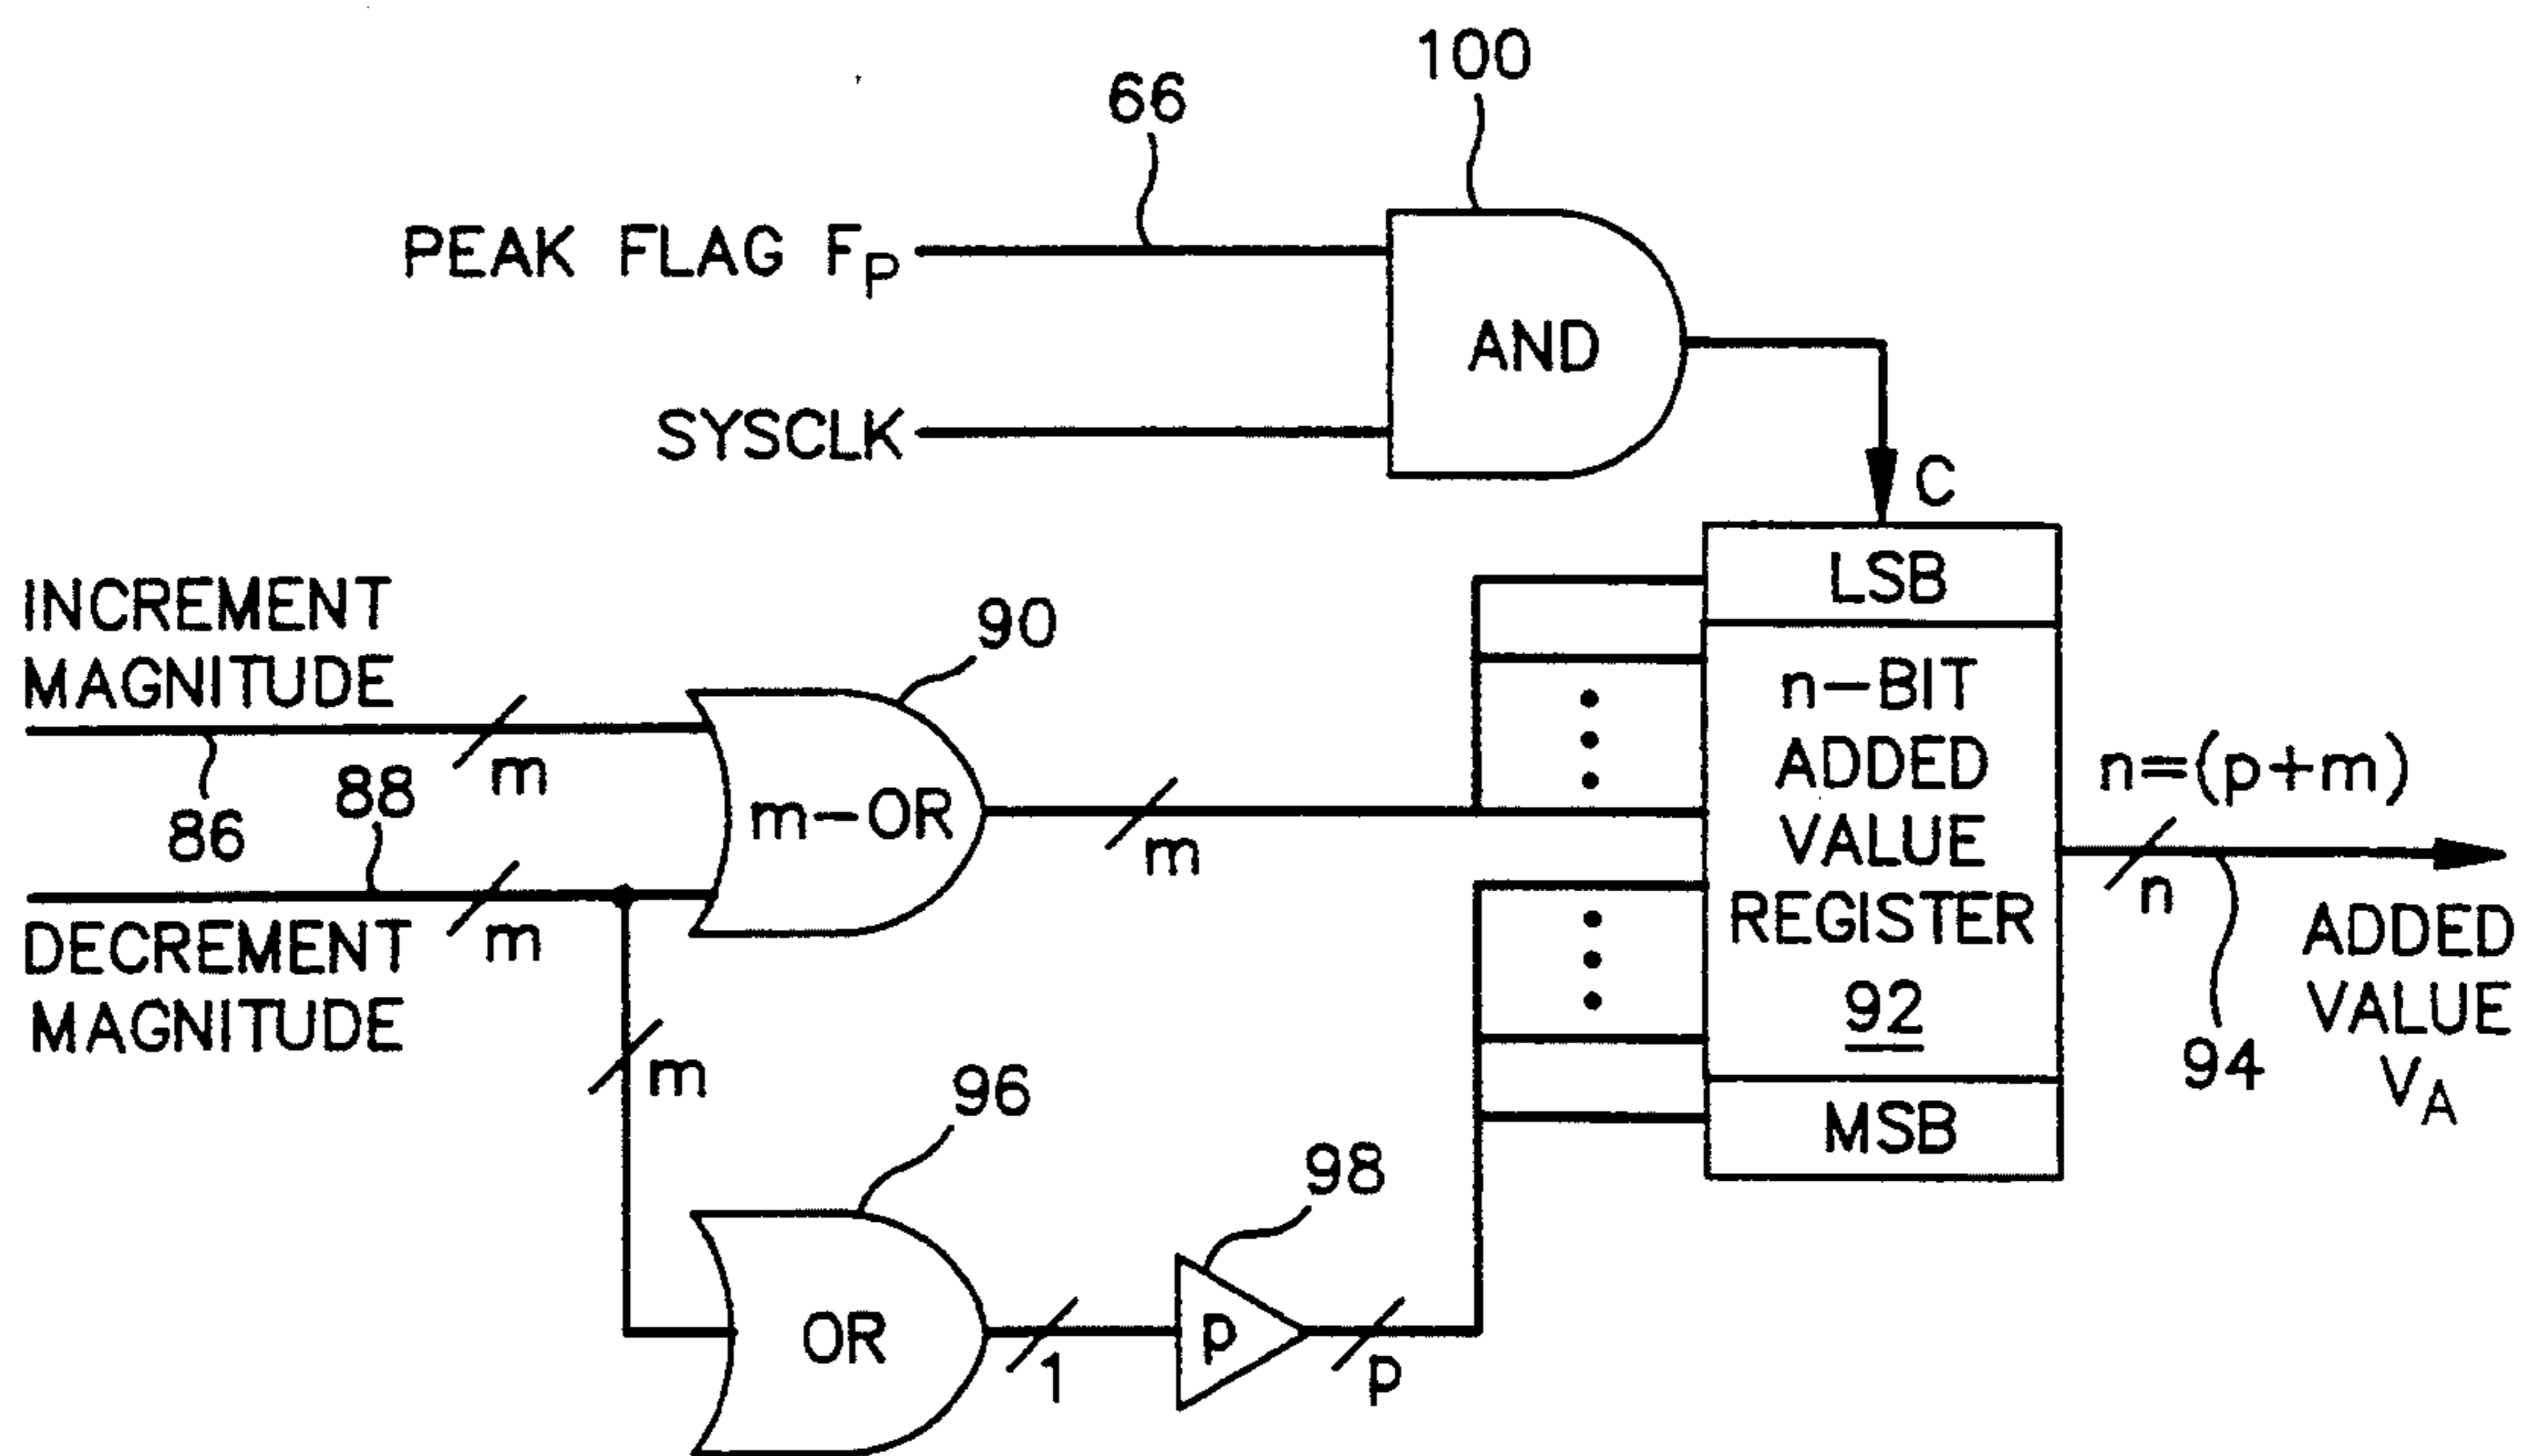 100
66
PEAK FLAG FP
AND
SYSCLK
C
LSB
INCREMENT
MAGNITUDE
90
n-BIT
ADDED
VALUE
REGISTER
92
m
86
88
m-OR
m
n=(p+m)
n
m
DECREMENT
MAGNITUDE
ADDED
VALUE
VA
94
m
96
MSB
98
OR
1
p
p